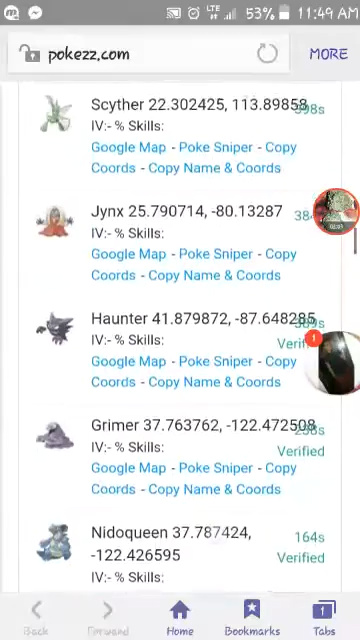 LTE 53% 11:49 AM
pokezz.com
MORE
Scyther 22.302425, 113.89858
IV:- % Skills:
Google Map - Poke Sniper - Copy
Coords - Copy Name & Coords
Jynx 25.790714, -80.13287
IV:- % Skills:
Google Map - Poke Sniper - Copy
Coords - Copy Name & Coords
Haunter 41.879872, -87.648285
IV:- % Skills:
Google Map - Poke Sniper - Copy
Coords - Copy Name & Coords
1
Grimer 37.763762, -122.472508
IV:- % Skills:
Verified
Google Map - Poke Sniper - Copy
Coords - Copy Name & Coords
Nidoqueen 37.787424,
164s
-122.426595
Verified
IV:- % Skills:
1
Back Forward Home Bookmarks Tabs